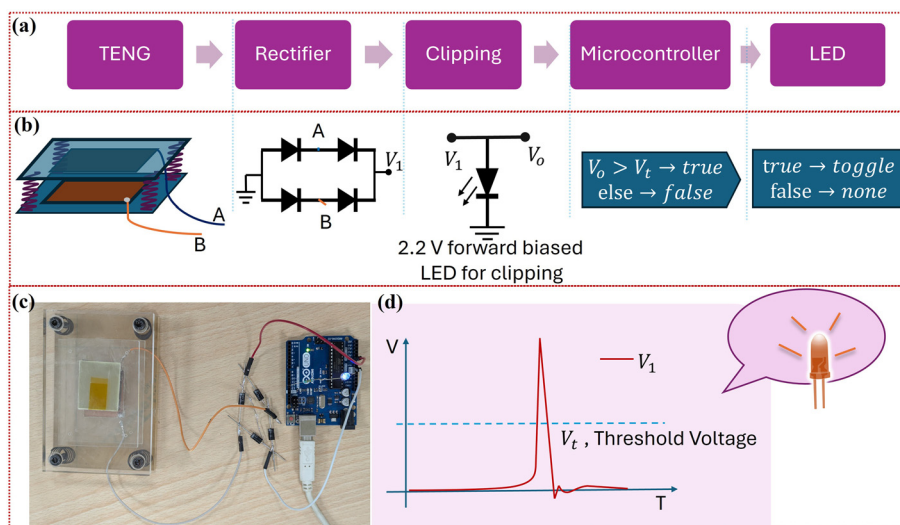 (a)
TENG
Rectifier
Clipping
Microcontroller
LED
(b)
A
B
A
V₁
B
V₁
Vₒ
2.2 V forward biased
LED for clipping
Vₒ > Vₜ → true
else → false
true → toggle
false → none
(c)
(d)
V
V₁
Vₜ , Threshold Voltage
T